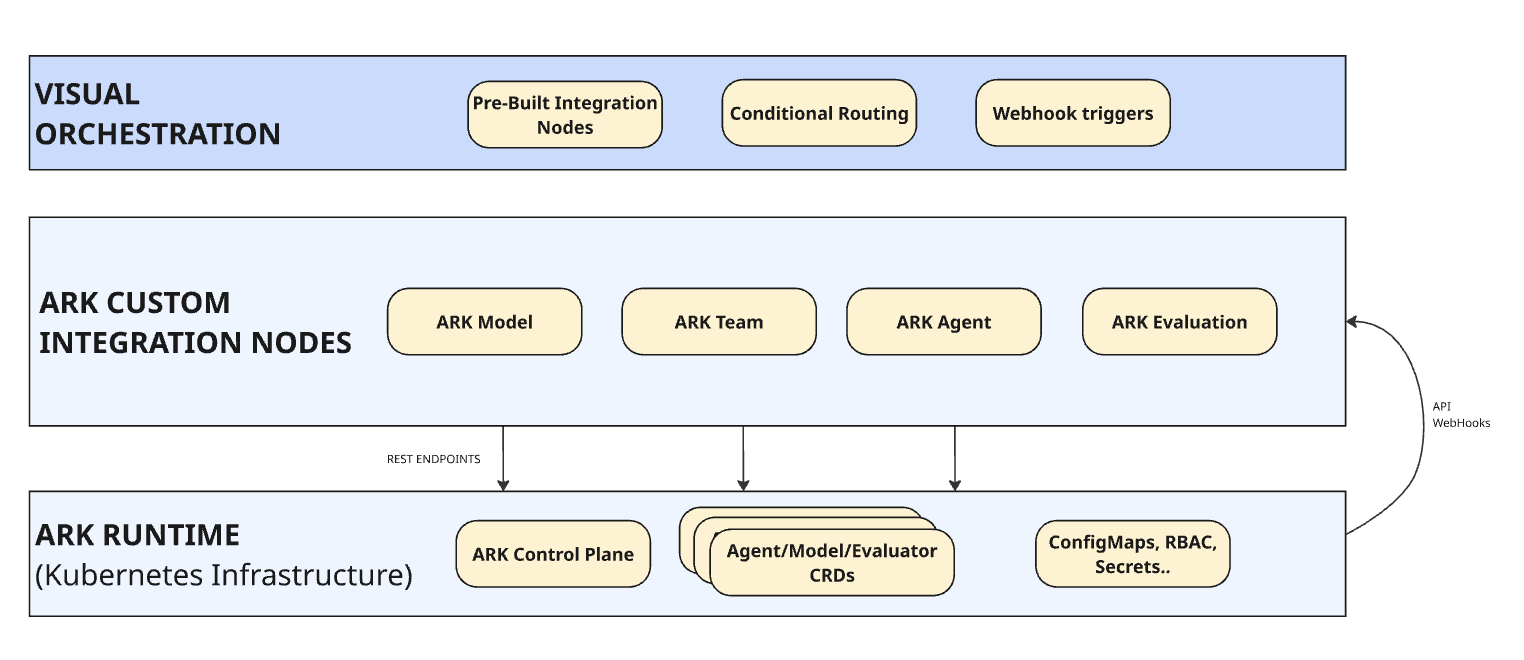 VISUAL
ORCHESTRATION
Pre-Built Integration
Nodes
Conditional Routing
Webhook triggers
ARK CUSTOM
INTEGRATION NODES
ARK Model
ARK Team
ARK Agent
ARK Evaluation
API
WebHooks
REST ENDPOINTS
ARK RUNTIME
(Kubernetes Infrastructure)
ARK Control Plane
Agent/Model/Evaluator
CRDs
ConfigMaps, RBAC,
Secrets..